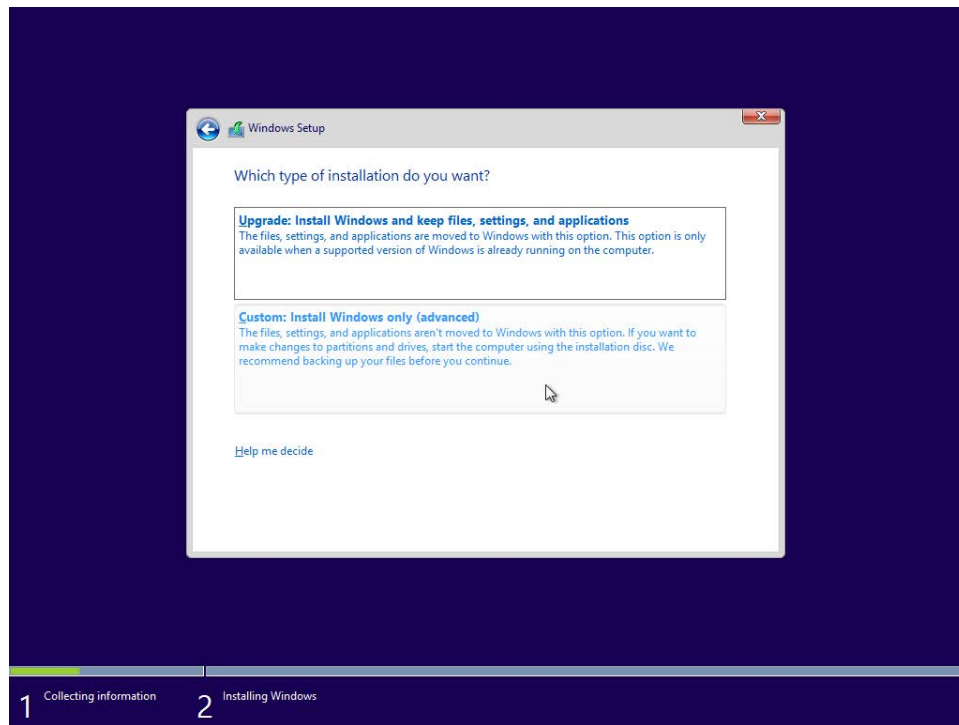 Windows Setup
Which type of installation do you want?
Upgrade: Install Windows and keep files, settings, and applications
The files, settings, and applications are moved to Windows with this option. This option is only
available when a supported version of Windows is already running on the computer.
Custom: Install Windows only (advanced)
The files, settings, and applications aren't moved to Windows with this option. If you want to
make changes to partitions and drives, start the computer using the installation disc. We
recommend backing up your files before you continue.
Help me decide
1 Collecting information 2 Installing Windows